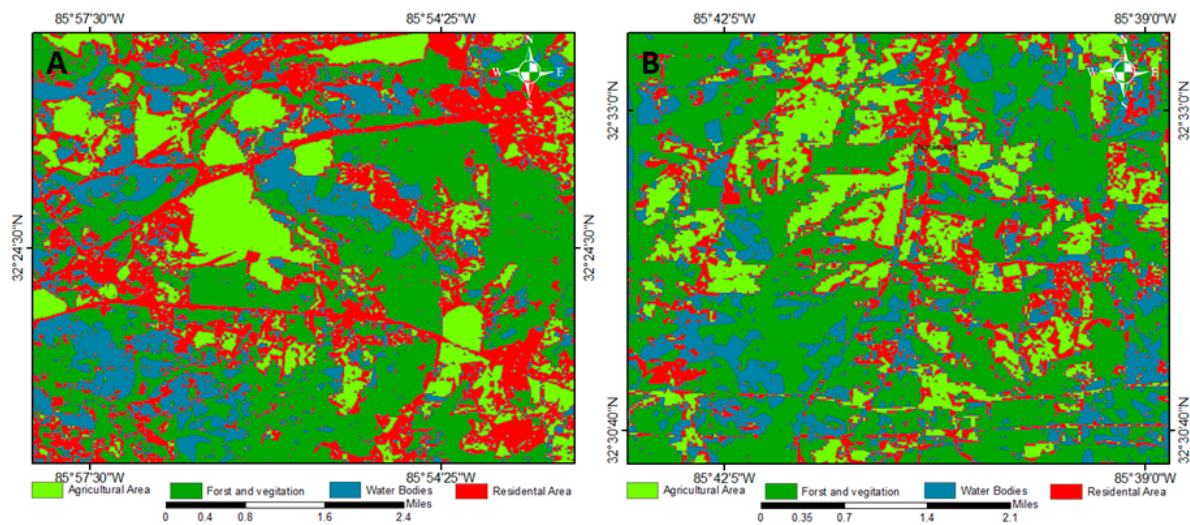 85°57'30"W 85°54'25"W 85°42'5"W 85°39'0"W
A
N
W E
S
B
N
W E
S
32°24'30"N
32°24'30"N
32°33'0"N
32°33'0"N
32°30'40"N
32°30'40"N
85°57'30"W 85°54'25"W 85°42'5"W 85°39'0"W
Agricultural Area Forst and vegitation Water Bodies Residental Area
Miles
0 0.4 0.8 1.6 2.4
Agricultural Area Forst and vegitation Water Bodies Residental Area
Miles
0 0.35 0.7 1.4 2.1